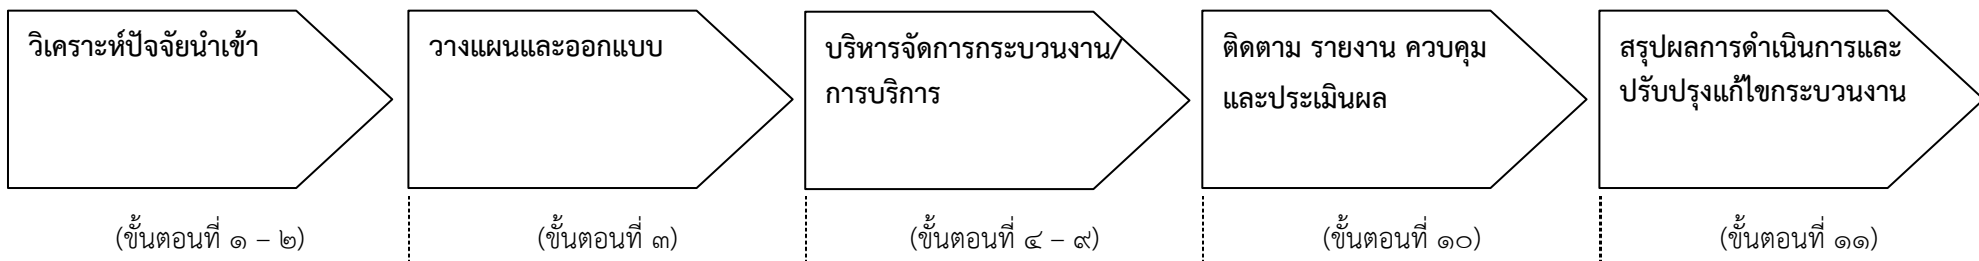 วิเคราะห์ปัจจัยนำเข้า
วางแผนและออกแบบ
บริหารจัดการกระบวนงาน/
การบริการ
ติดตาม รายงาน ควบคุม
และประเมินผล
สรุปผลการดำเนินการและ
ปรับปรุงแก้ไขกระบวนงาน
(ขั้นตอนที่ ๑ – ๒)
(ขั้นตอนที่ ๓)
(ขั้นตอนที่ ๔ – ๙)
(ขั้นตอนที่ ๑๐)
(ขั้นตอนที่ ๑๑)